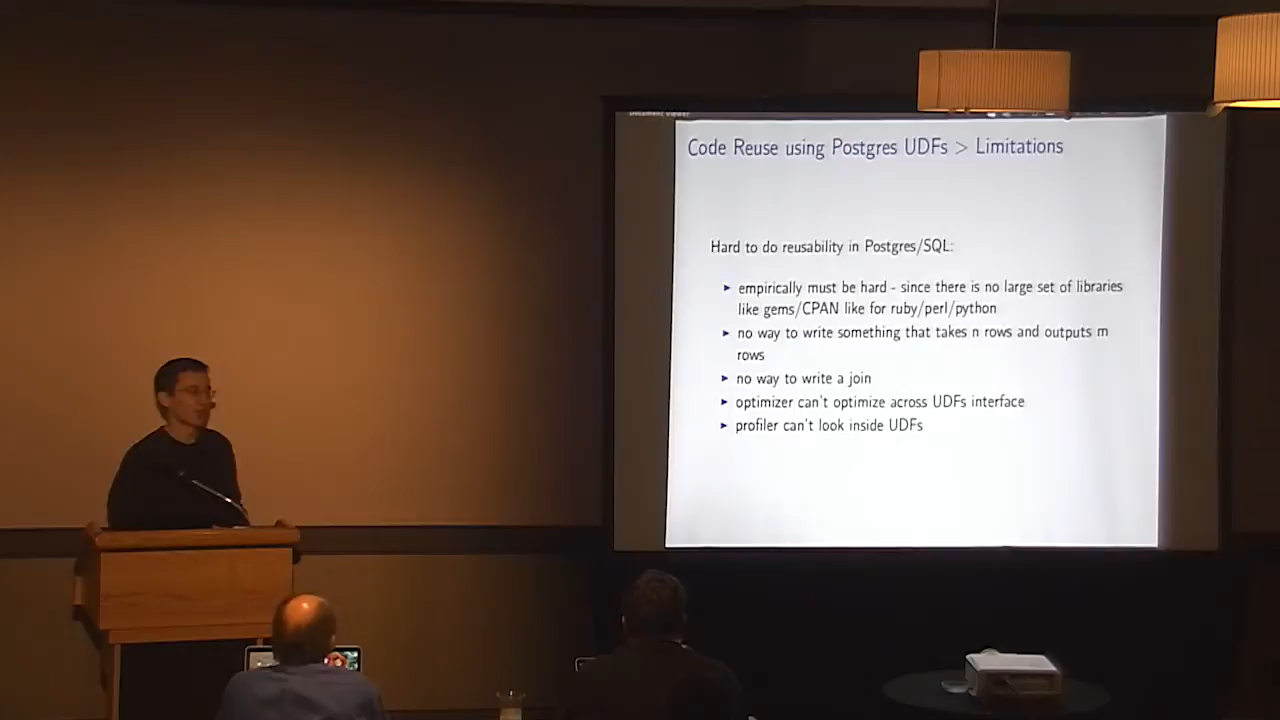 Document Viewer
Code Reuse using Postgres UDFs > Limitations
Hard to do reusability in Postgres/SQL:
empirically must be hard - since there is no large set of libraries
like gems/CPAN like for ruby/perl/python
no way to write something that takes n rows and outputs m
rows
no way to write a join
optimizer can't optimize across UDFs interface
profiler can't look inside UDFs